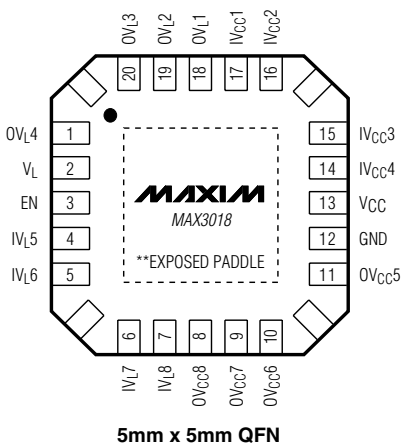 OVL3
OVL2
OVL1
IVCC1
IVCC2
20
19
18
17
16
OVL4 1
VL 2
EN 3
IVL5 4
IVL6 5
15 IVCC3
14 IVCC4
13 VCC
12 GND
11 OVCC5
MAXIM
MAX3018
**EXPOSED PADDLE
6
7
8
9
10
IVL7
IVL8
OVCC8
OVCC7
OVCC6
5mm x 5mm QFN